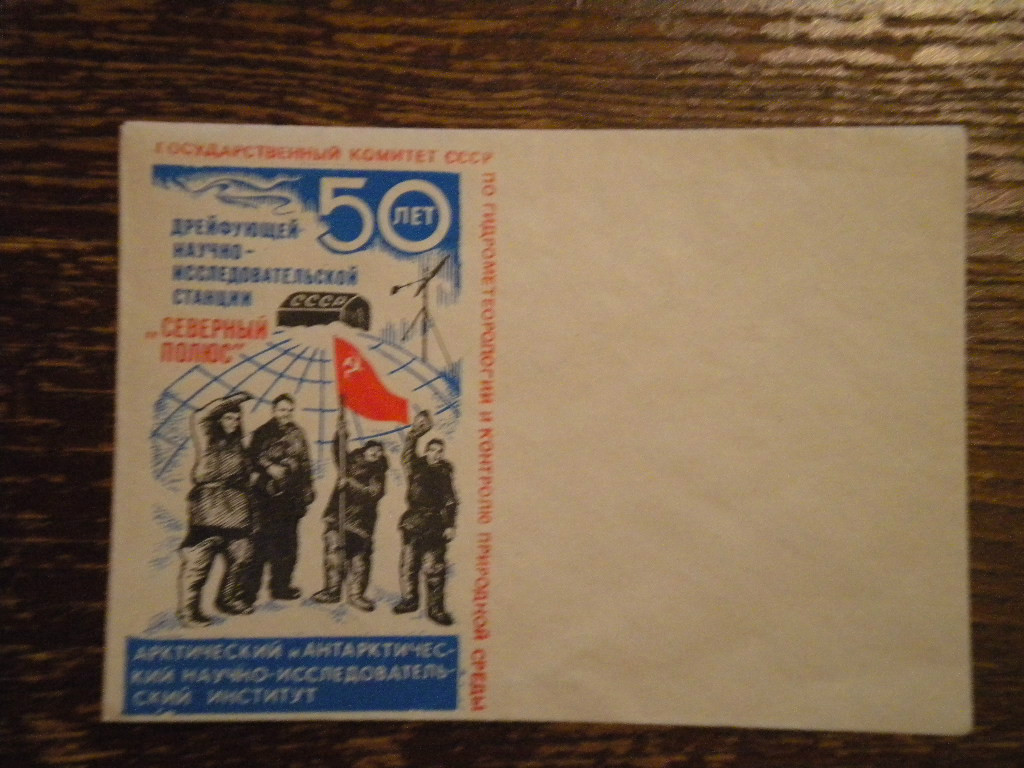 ГОСУДАРСТВЕННЫЙ КОМИТЕТ СССР
ПО ГИДРОМЕТЕОРОЛОГИИ И КОНТРОЛЮ ПРИРОДНОЙ СРЕДЫ
50 ЛЕТ
ДРЕЙФУЮЩЕЙ
НАУЧНО-
ИССЛЕДОВАТЕЛЬСКОЙ
СТАНЦИИ
„СЕВЕРНЫЙ
ПОЛЮС"
СССР
АРКТИЧЕСКИЙ и АНТАРКТИЧЕС-
КИЙ НАУЧНО-ИССЛЕДОВАТЕЛЬ-
СКИЙ ИНСТИТУТ